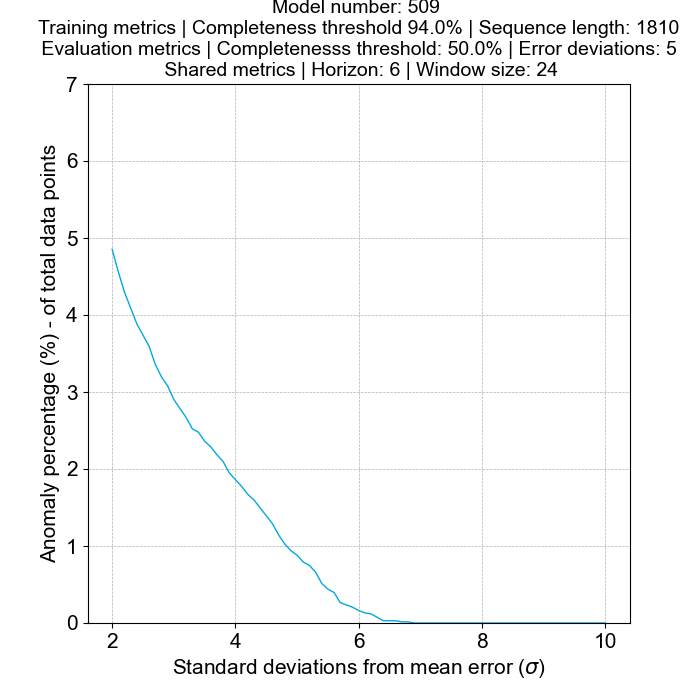 Model number: 509
Training metrics | Completeness threshold 94.0% | Sequence length: 1810
Evaluation metrics | Completenesss threshold: 50.0% | Error deviations: 5
Shared metrics | Horizon: 6 | Window size: 24
7
6
5
4
3
2
1
0
Anomaly percentage (%) - of total data points
2 4 6 8 10
Standard deviations from mean error (σ)